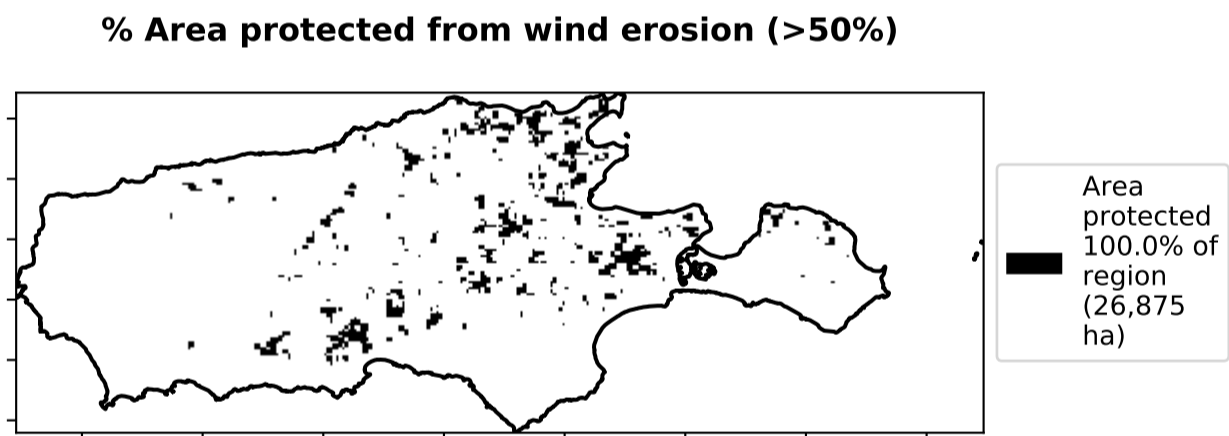 % Area protected from wind erosion (>50%)
Area
protected
100.0% of
region
(26,875
ha)